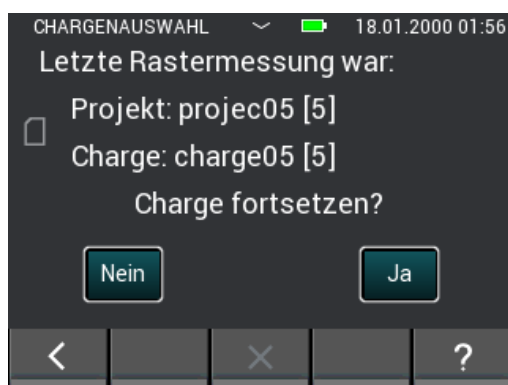 CHARGENAUSWAHL 18.01.2000 01:56
Letzte Rastermessung war:
Projekt: projec05 [5]
Charge: charge05 [5]
Charge fortsetzen?
Nein Ja
< × ?